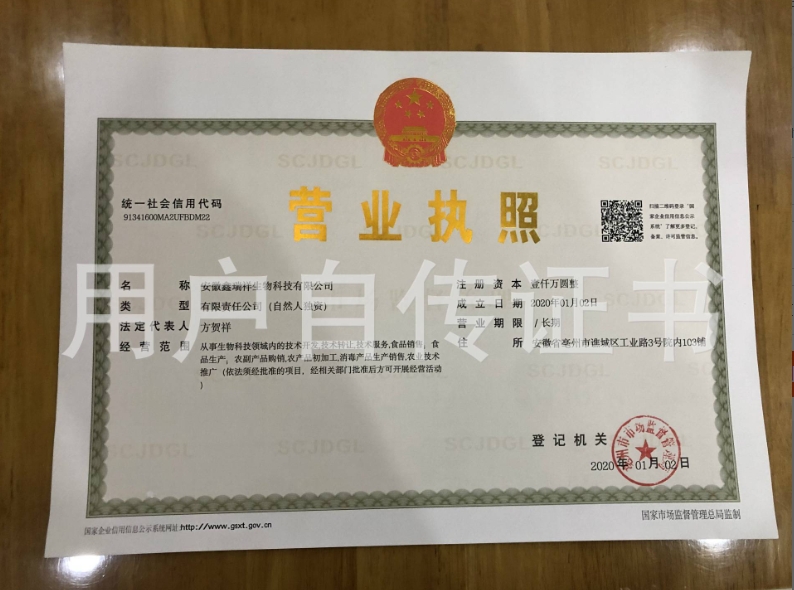 统一社会信用代码
91341600MA2UFBDM22
营业执照
扫描二维码登录“国
家企业信用信息公示
系统”了解更多登记、
备案、许可监管信息。
名称 安徽鑫瑞祥生物科技有限公司
类型 有限责任公司（自然人独资）
法定代表人 方贺祥
经营范围 从事生物科技领域内的技术开发,技术转让,技术服务,食品销售，食
品生产，农副产品购销,农产品初加工,消毒产品生产销售,农业技术
推广（依法须经批准的项目，经相关部门批准后方可开展经营活动
）
注册资本 壹仟万圆整
成立日期 2020年01月02日
营业期限 / 长期
住所 安徽省亳州市谯城区工业路3号院内103铺
用户自传证书
登记机关
2020年01月02日
国家企业信用信息公示系统网址:http://www.gsxt.gov.cn
国家市场监督管理总局监制
SCJDGL
SCJDGL
SCJDGL
SCJDGL
SCJDGL
SCJDGL